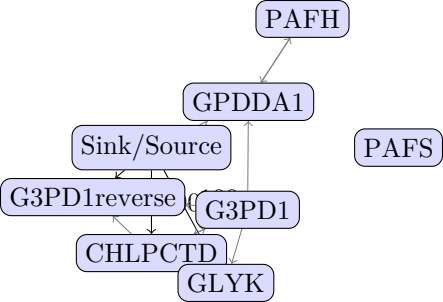 PAFH
GPDDA1
Sink/Source
PAFS
G3PD1reverse
G3PD1
CHLPCTD
GLYK